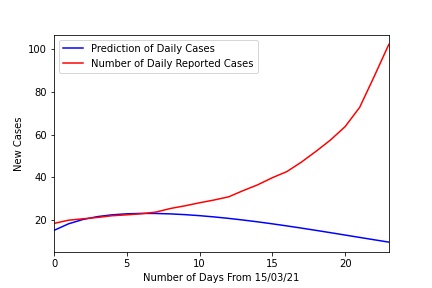 Prediction of Daily Cases
Number of Daily Reported Cases
New Cases
100
80
60
40
20
0 5 10 15 20
Number of Days From 15/03/21